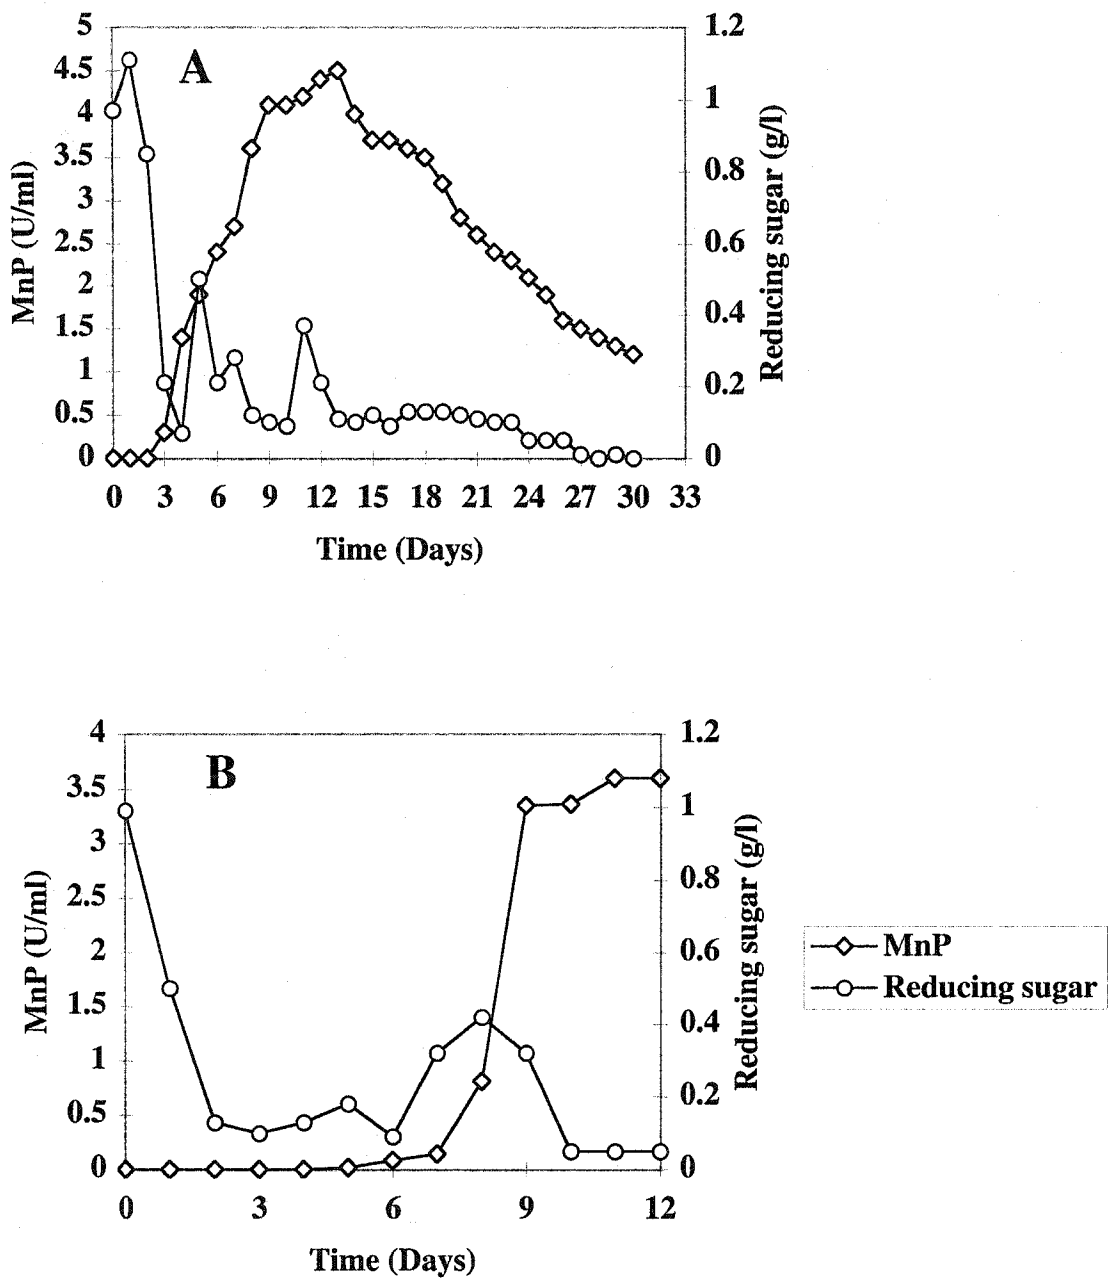 A
5
4.5
4
3.5
3
2.5
2
1.5
1
0.5
0
MnP (U/ml)
1.2
1
0.8
0.6
0.4
0.2
0
Reducing sugar (g/l)
0 3 6 9 12 15 18 21 24 27 30 33
Time (Days)
B
4
3.5
3
2.5
2
1.5
1
0.5
0
MnP (U/ml)
1.2
1
0.8
0.6
0.4
0.2
0
Reducing sugar (g/l)
0 3 6 9 12
Time (Days)
MnP
Reducing sugar